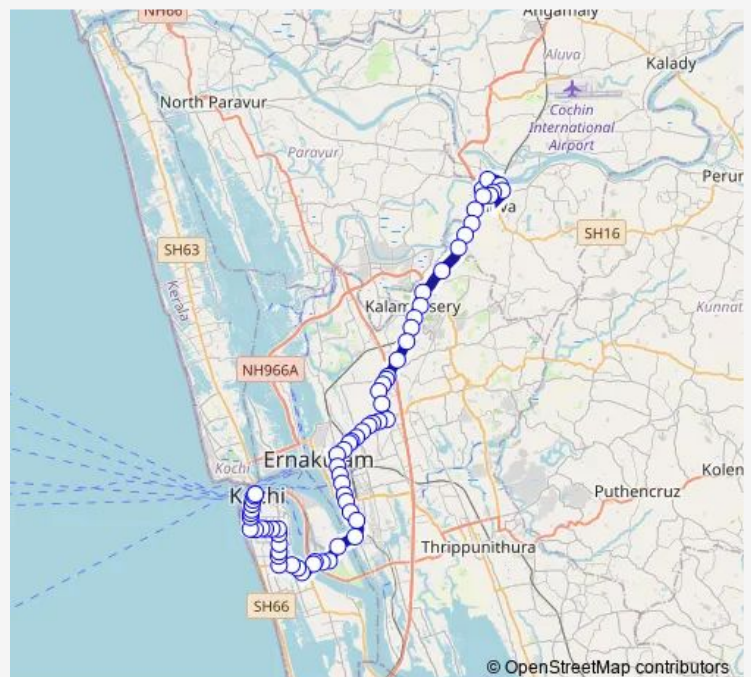 NH66
Angamaly
Aluva
Kalady
North Paravur
Cochin
International
Airport
Paravur
Perur
SH16
SH63
Kerala
Kunnat
NH966A
Ernakulam
Kochi
Kolen
Puthencruz
Thrippunithura
SH66
© OpenStreetMap contributors